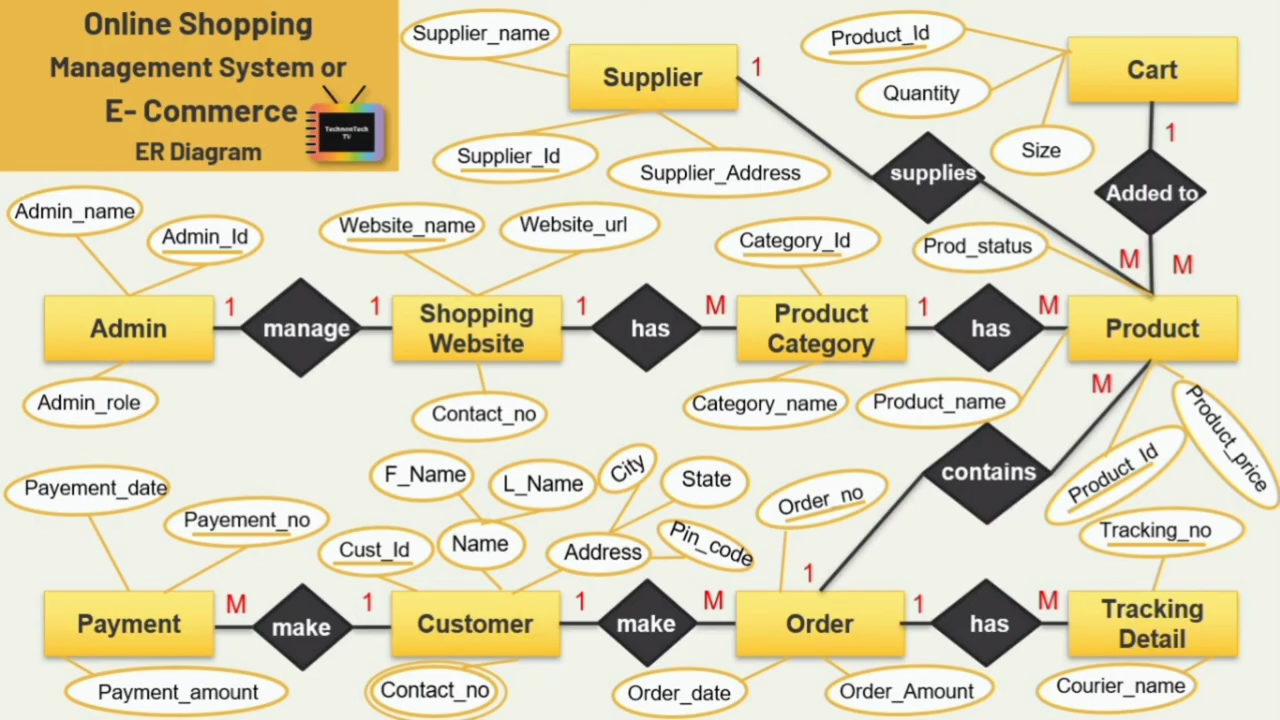 Online Shopping
Management System or
E- Commerce
ER Diagram
TechnonTech
TV
Supplier_name
Supplier
1
Product_Id
Cart
Quantity
Size
1
Supplier_Id
Supplier_Address
supplies
Added to
Admin_name
Admin_Id
Website_name
Website_url
Category_Id
Prod_status
M
M
Admin
1
manage
1
Shopping
Website
1
has
M
Product
Category
1
has
M
Product
Admin_role
Contact_no
Category_name
Product_name
M
Product_price
Product_Id
contains
Payement_date
Payement_no
F_Name
L_Name
City
State
Order_no
Tracking_no
Cust_Id
Name
Address
Pin_code
1
Payment
M
make
1
Customer
1
make
M
Order
1
has
M
Tracking
Detail
Payment_amount
Contact_no
Order_date
Order_Amount
Courier_name